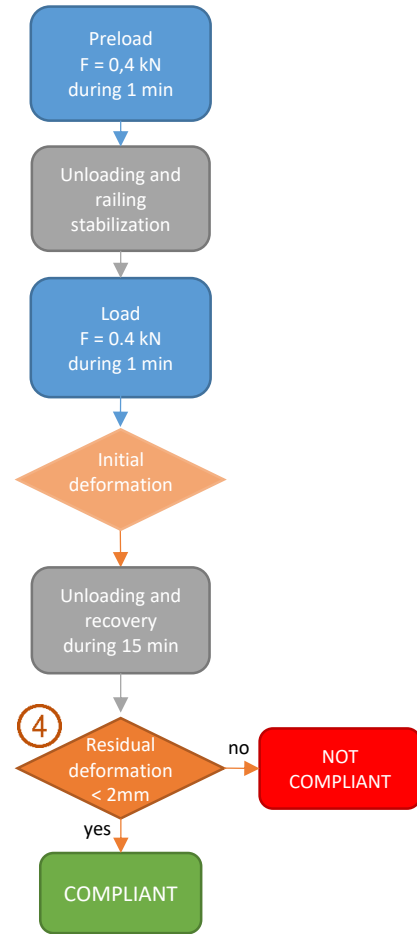 Preload
F = 0,4 kN
during 1 min
Unloading and
railing
stabilization
Load
F = 0.4 kN
during 1 min
Initial
deformation
Unloading and
recovery
during 15 min
4
Residual
deformation
< 2mm
no
NOT
COMPLIANT
yes
COMPLIANT